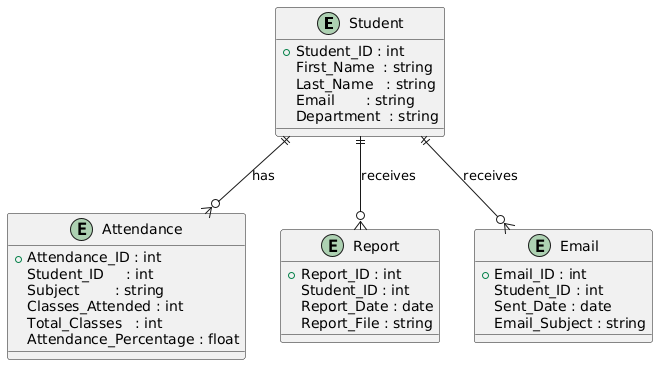 E Student
Student_ID : int
First_Name : string
Last_Name : string
Email : string
Department : string
has
receives
receives
E Attendance
Attendance_ID : int
Student_ID : int
Subject : string
Classes_Attended : int
Total_Classes : int
Attendance_Percentage : float
E Report
Report_ID : int
Student_ID : int
Report_Date : date
Report_File : string
E Email
Email_ID : int
Student_ID : int
Sent_Date : date
Email_Subject : string